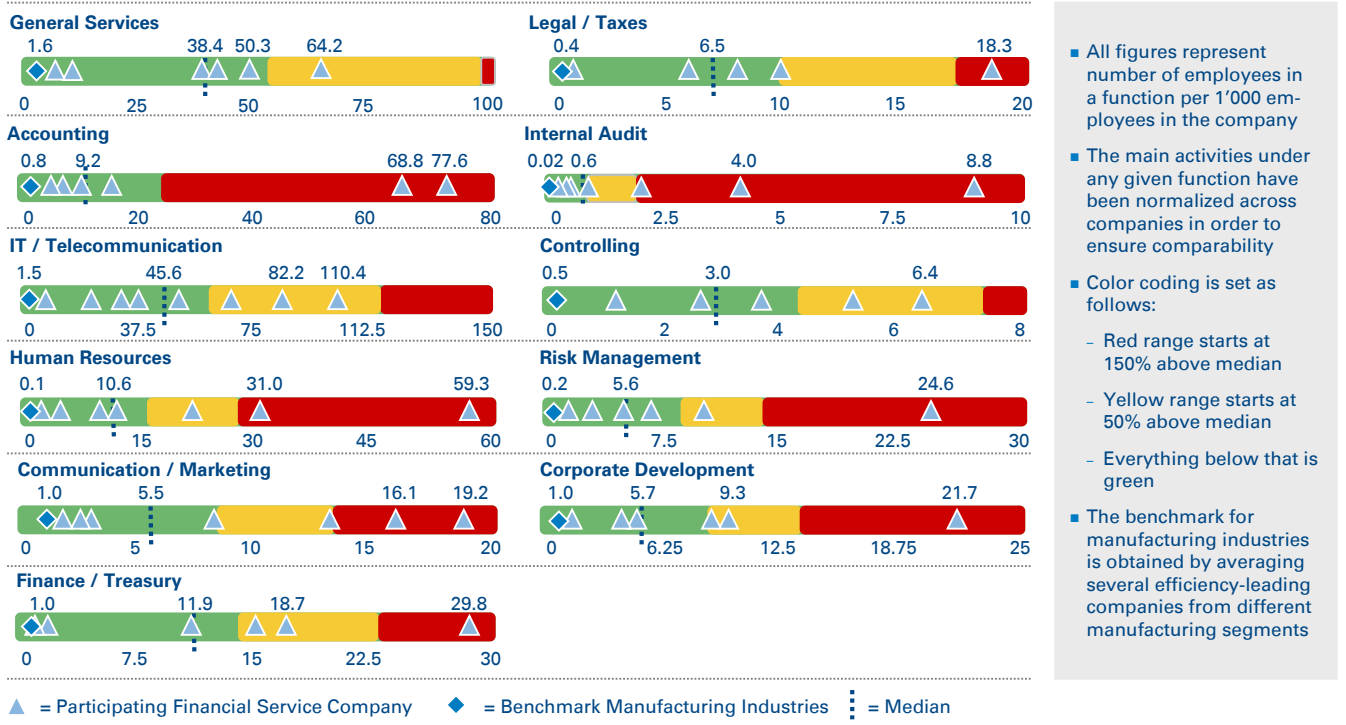 General Services
1.6 38.4 50.3 64.2
0 25 50 75 100
Legal / Taxes
0.4 6.5 18.3
0 5 10 15 20
Accounting
0.8 9.2 68.8 77.6
0 20 40 60 80
Internal Audit
0.02 0.6 4.0 8.8
0 2.5 5 7.5 10
IT / Telecommunication
1.5 45.6 82.2 110.4
0 37.5 75 112.5 150
Controlling
0.5 3.0 6.4
0 2 4 6 8
Human Resources
0.1 10.6 31.0 59.3
0 15 30 45 60
Risk Management
0.2 5.6 24.6
0 7.5 15 22.5 30
Communication / Marketing
1.0 5.5 16.1 19.2
0 5 10 15 20
Corporate Development
1.0 5.7 9.3 21.7
0 6.25 12.5 18.75 25
Finance / Treasury
1.0 11.9 18.7 29.8
0 7.5 15 22.5 30
= Participating Financial Service Company = Benchmark Manufacturing Industries = Median
■ All figures represent
number of employees in
a function per 1'000 em-
ployees in the company
■ The main activities under
any given function have
been normalized across
companies in order to
ensure comparability
■ Color coding is set as
follows:
– Red range starts at
150% above median
– Yellow range starts at
50% above median
– Everything below that is
green
■ The benchmark for
manufacturing industries
is obtained by averaging
several efficiency-leading
companies from different
manufacturing segments